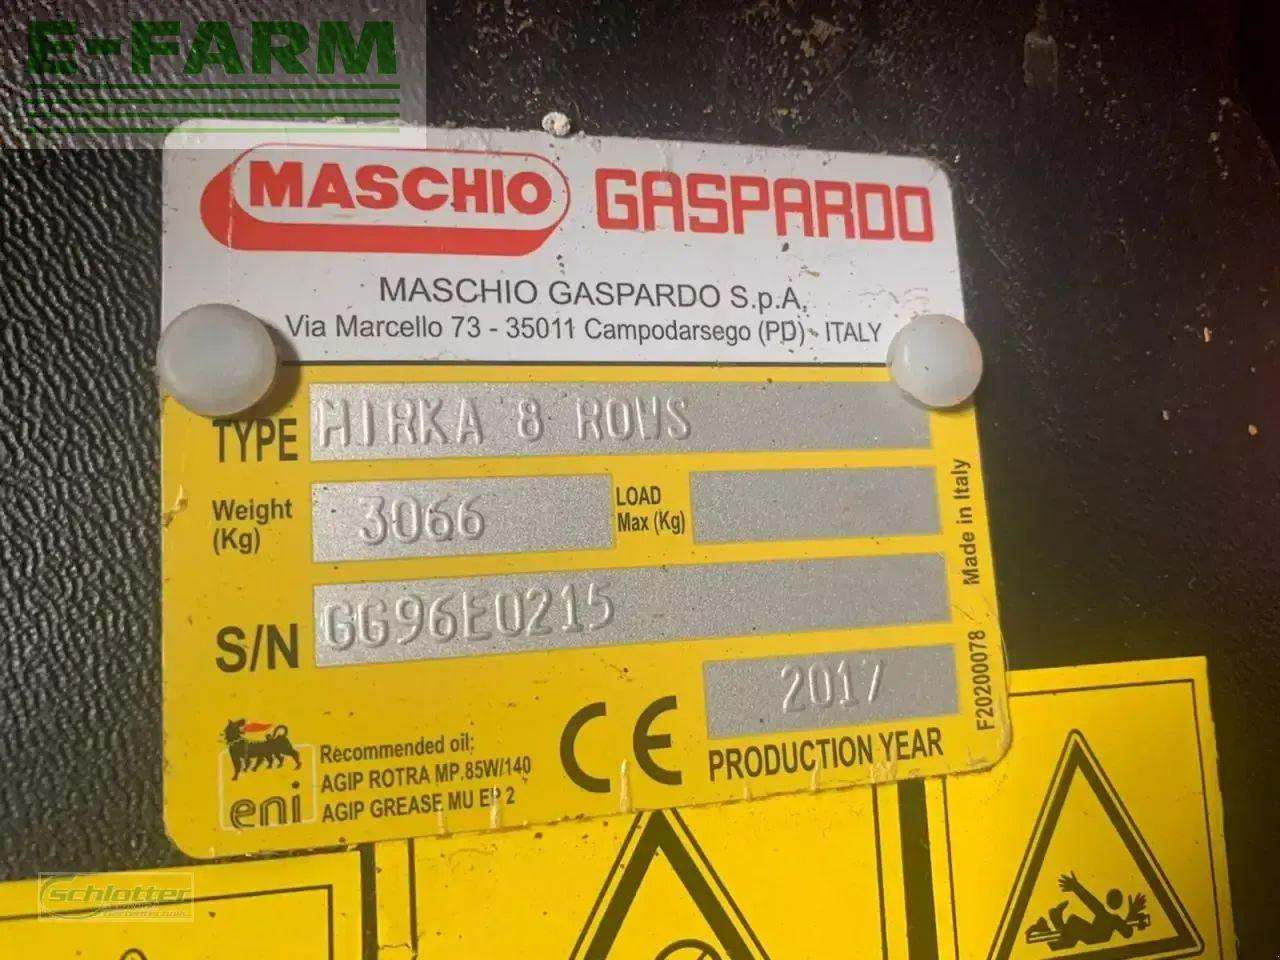 E-FARM
MASCHIO GASPARDO
MASCHIO GASPARDO S.p.A.
Via Marcello 73 - 35011 Campodarsego (PD) - ITALY
TYPE MIRKA 8 ROWS
Weight (Kg) 3066 LOAD Max (Kg)
S/N GG96E0215
2017
PRODUCTION YEAR
CE
eni
Recommended oil:
AGIP ROTRA MP.85W/140
AGIP GREASE MU EP 2
Made in Italy
F20200078
Schlotter